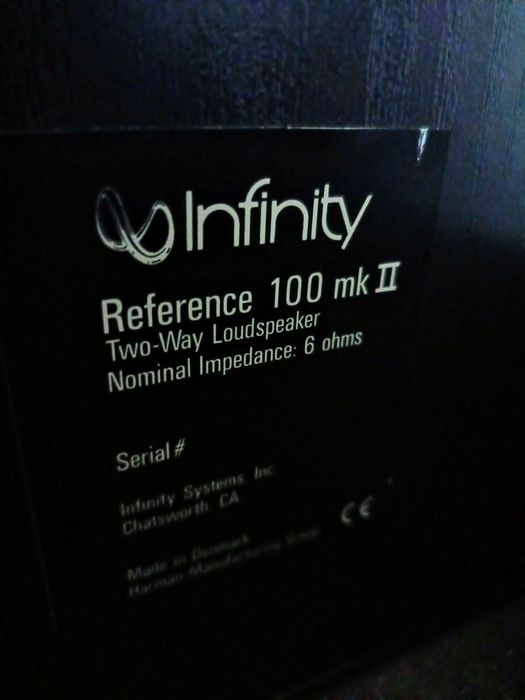 Infinity
Reference 100 mk II
Two-Way Loudspeaker
Nominal Impedance: 6 ohms
Serial #
Infinity Systems, Inc
Chatsworth, CA
CE
Made in Denmark
Harman Manufacturing Group